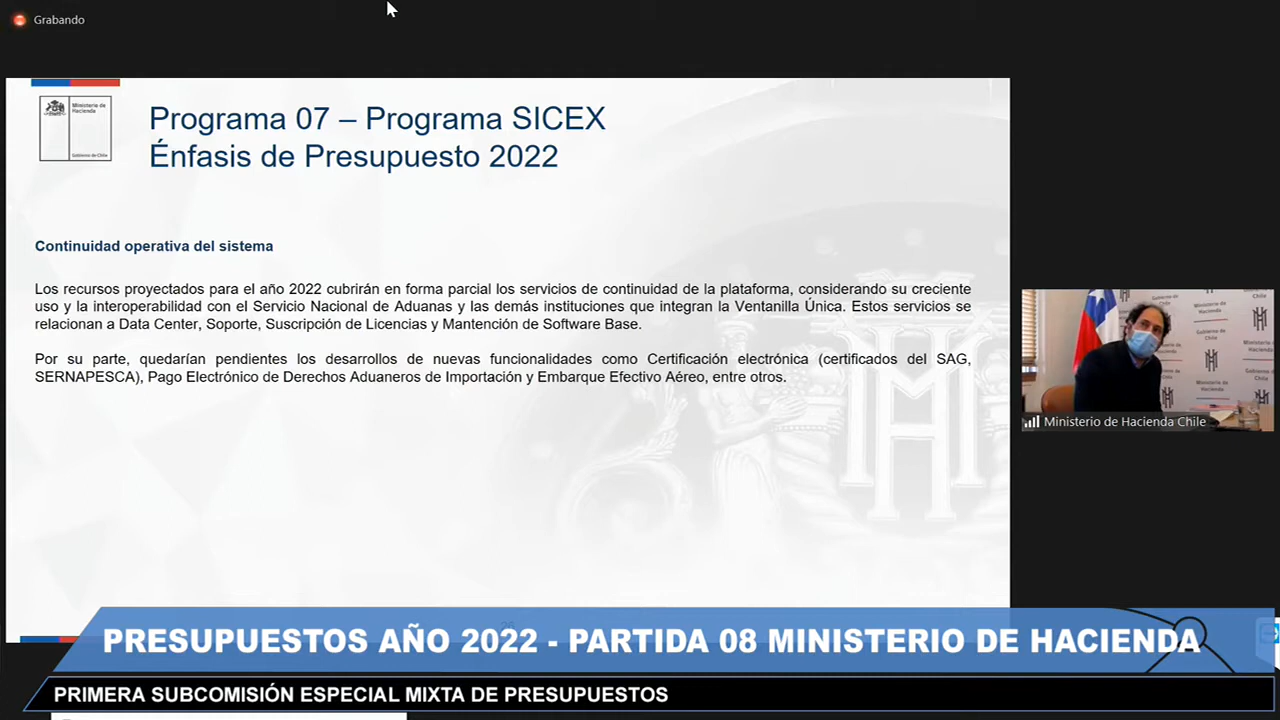 Grabando
Ministerio de
Hacienda
Gobierno de Chile
Programa 07 – Programa SICEX
Énfasis de Presupuesto 2022
Continuidad operativa del sistema
Los recursos proyectados para el año 2022 cubrirán en forma parcial los servicios de continuidad de la plataforma, considerando su creciente
uso y la interoperabilidad con el Servicio Nacional de Aduanas y las demás instituciones que integran la Ventanilla Única. Estos servicios se
relacionan a Data Center, Soporte, Suscripción de Licencias y Mantención de Software Base.
Por su parte, quedarían pendientes los desarrollos de nuevas funcionalidades como Certificación electrónica (certificados del SAG,
SERNAPESCA), Pago Electrónico de Derechos Aduaneros de Importación y Embarque Efectivo Aéreo, entre otros.
Ministerio de Hacienda Chile
PRESUPUESTOS AÑO 2022 - PARTIDA 08 MINISTERIO DE HACIENDA
PRIMERA SUBCOMISIÓN ESPECIAL MIXTA DE PRESUPUESTOS